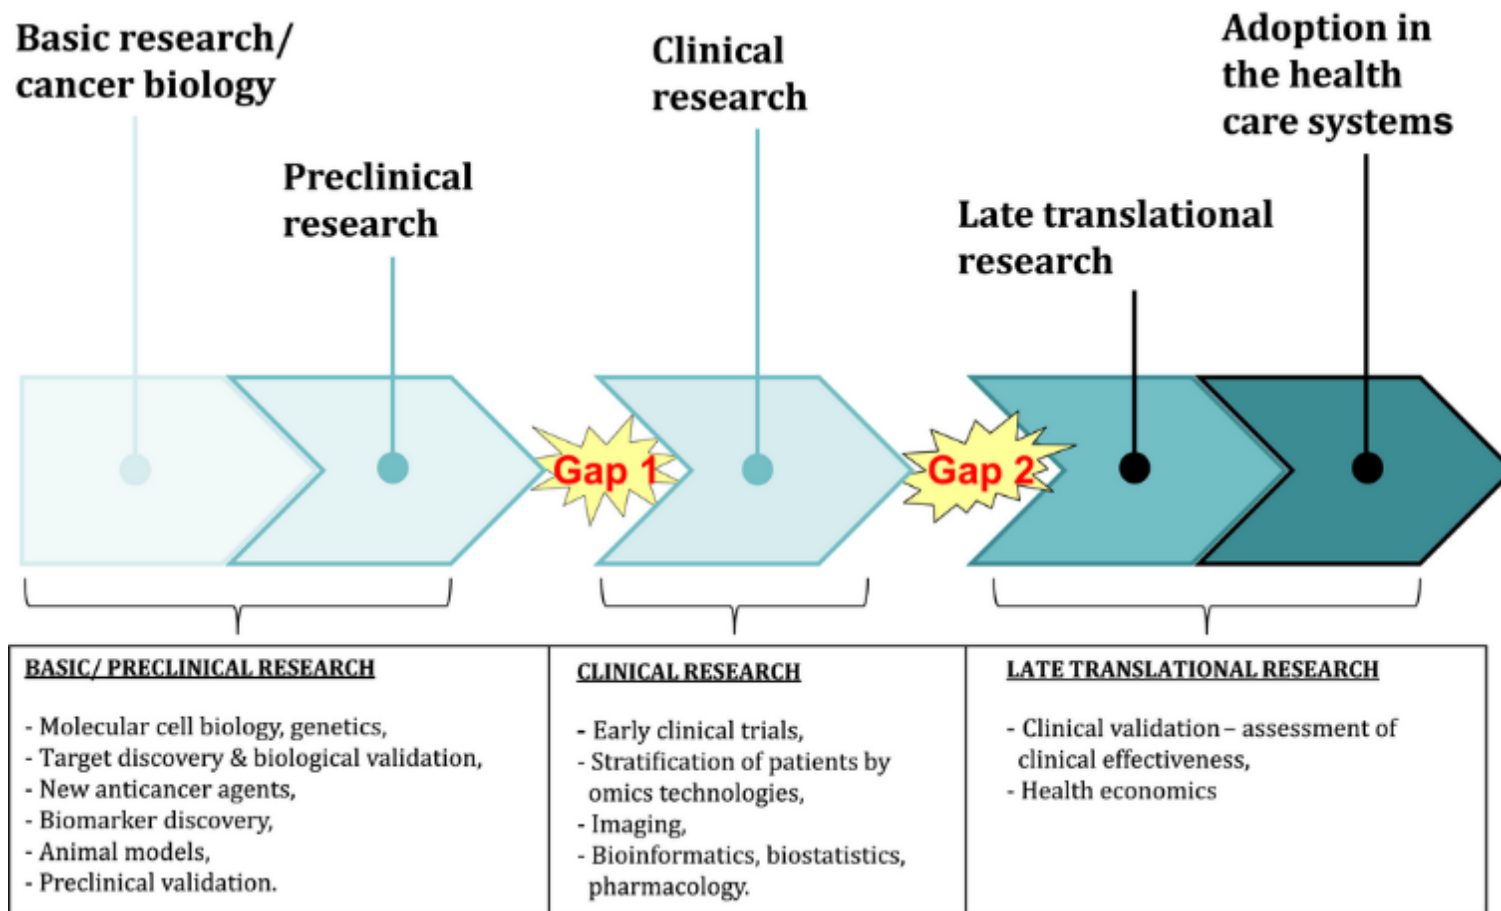 Basic research/
cancer biology
Preclinical
research
Clinical
research
Late translational
research
Adoption in
the health
care systems
Gap 1
Gap 2
BASIC/ PRECLINICAL RESEARCH
- Molecular cell biology, genetics,
- Target discovery & biological validation,
- New anticancer agents,
- Biomarker discovery,
- Animal models,
- Preclinical validation.
CLINICAL RESEARCH
- Early clinical trials,
- Stratification of patients by
omics technologies,
- Imaging,
- Bioinformatics, biostatistics,
pharmacology.
LATE TRANSLATIONAL RESEARCH
- Clinical validation – assessment of
clinical effectiveness,
- Health economics